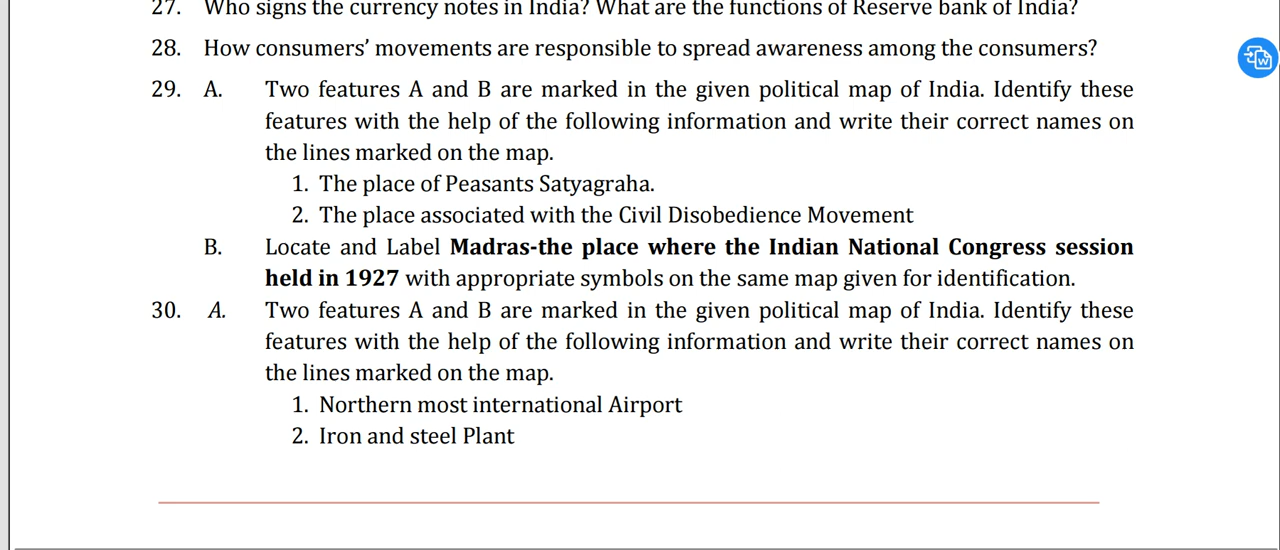 27. Who signs the currency notes in India? What are the functions of Reserve bank of India?
28. How consumers’ movements are responsible to spread awareness among the consumers?
29. A. Two features A and B are marked in the given political map of India. Identify these
features with the help of the following information and write their correct names on
the lines marked on the map.
1. The place of Peasants Satyagraha.
2. The place associated with the Civil Disobedience Movement
B. Locate and Label Madras-the place where the Indian National Congress session
held in 1927 with appropriate symbols on the same map given for identification.
30. A. Two features A and B are marked in the given political map of India. Identify these
features with the help of the following information and write their correct names on
the lines marked on the map.
1. Northern most international Airport
2. Iron and steel Plant